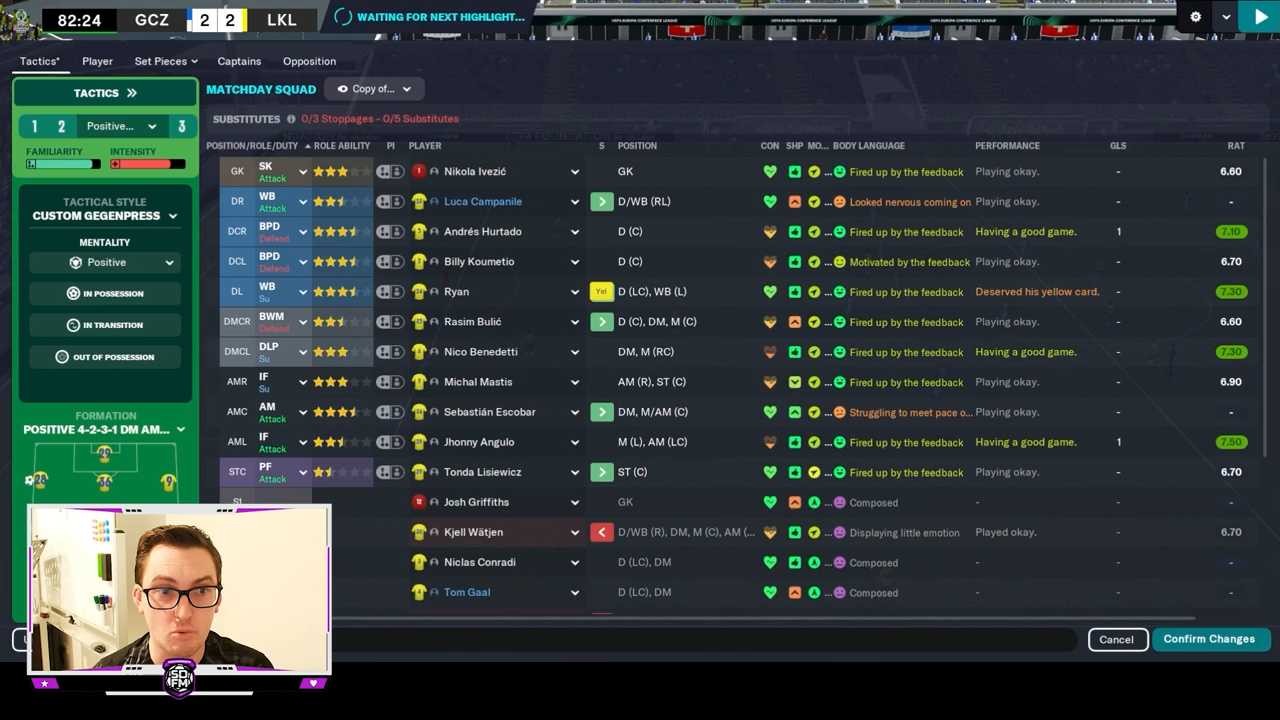 82:24 GCZ 2 2 LKL WAITING FOR NEXT HIGHLIGHT...
Tactics* Player Set Pieces Captains Opposition
TACTICS MATCHDAY SQUAD Copy of...
1 2 Positive... 3 SUBSTITUTES 0/3 Stoppages - 0/5 Substitutes
FAMILIARITY INTENSITY
POSITION/ROLE/DUTY ROLE ABILITY PI PLAYER S POSITION CON SHP MO... BODY LANGUAGE PERFORMANCE GLS RAT
GK SK Attack 1 Nikola Ivezić GK ... Fired up by the feedback Playing okay. - 6.60
DR WB Attack Luca Campanile D/WB (RL) ... Looked nervous coming on Playing okay. - -
DCR BPD Defend Andrés Hurtado D (C) ... Fired up by the feedback Having a good game. 1 7.10
DCL BPD Defend Billy Koumetio D (C) ... Motivated by the feedback Playing okay. - 6.70
DL WB Su Ryan Yel D (LC), WB (L) ... Fired up by the feedback Deserved his yellow card. - 7.30
DMCR BWM Defend Rasim Bulić D (C), DM, M (C) ... Fired up by the feedback Playing okay. - 6.60
DMCL DLP Su Nico Benedetti DM, M (RC) ... Fired up by the feedback Having a good game. - 7.30
AMR IF Su Michal Mastis AM (R), ST (C) ... Fired up by the feedback Playing okay. - 6.90
AMC AM Attack Sebastián Escobar DM, M/AM (C) ... Struggling to meet pace o... Playing okay. - -
AML IF Attack Jhonny Angulo M (L), AM (LC) ... Fired up by the feedback Having a good game. 1 7.50
STC PF Attack Tonda Lisiewicz ST (C) ... Fired up by the feedback Playing okay. - 6.70
S1 Josh Griffiths GK ... Composed - - -
Kjell Wätjen D/WB (R), DM, M (C), AM (... ... Displaying little emotion Played okay. - 6.70
Niclas Conradi D (LC), DM ... Composed - - -
Tom Gaal D (LC), DM ... Composed - - -
TACTICAL STYLE
CUSTOM GEGENPRESS
MENTALITY
Positive
IN POSSESSION
IN TRANSITION
OUT OF POSSESSION
FORMATION
POSITIVE 4-2-3-1 DM AM...
Cancel Confirm Changes
SD
FM